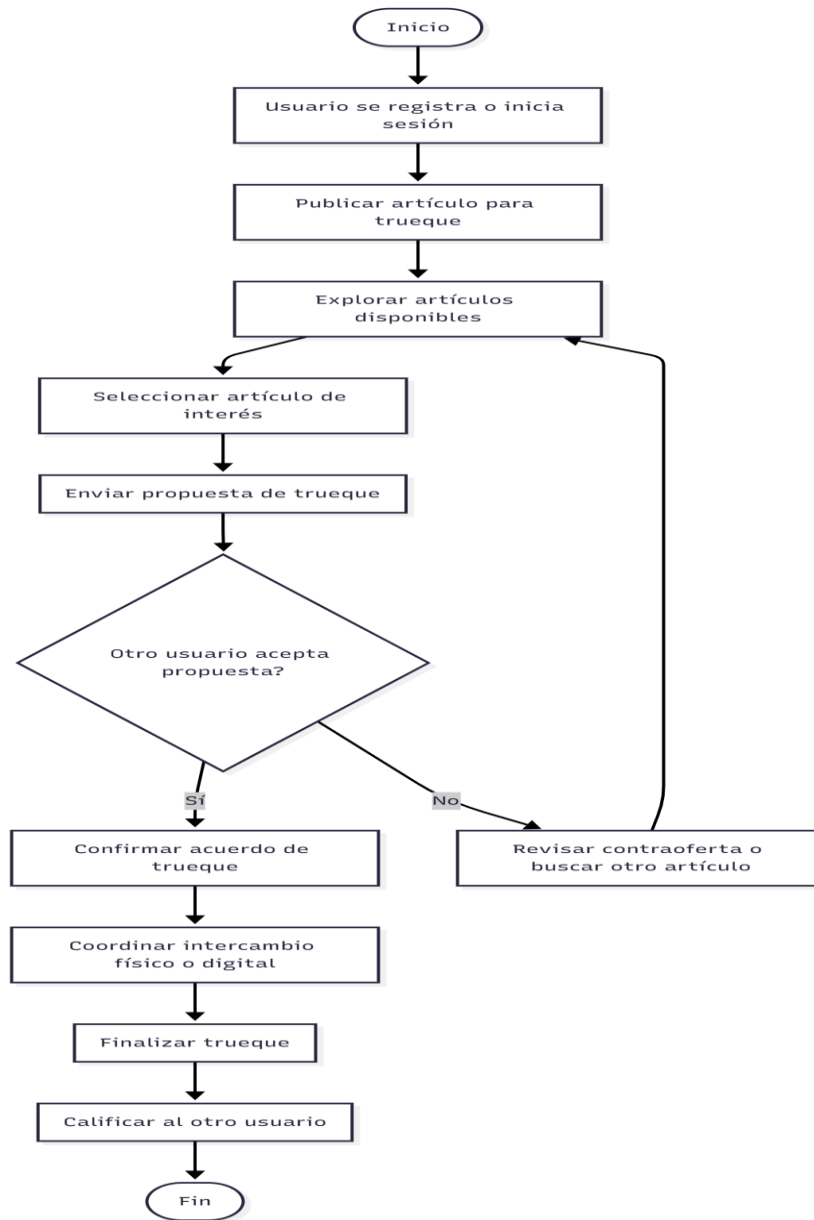 Inicio
Usuario se registra o inicia
sesión
Publicar artículo para
trueque
Explorar artículos
disponibles
Seleccionar artículo de
interés
Enviar propuesta de trueque
Otro usuario acepta
propuesta?
Sí
No
Confirmar acuerdo de
trueque
Revisar contraoferta o
buscar otro artículo
Coordinar intercambio
físico o digital
Finalizar trueque
Calificar al otro usuario
Fin